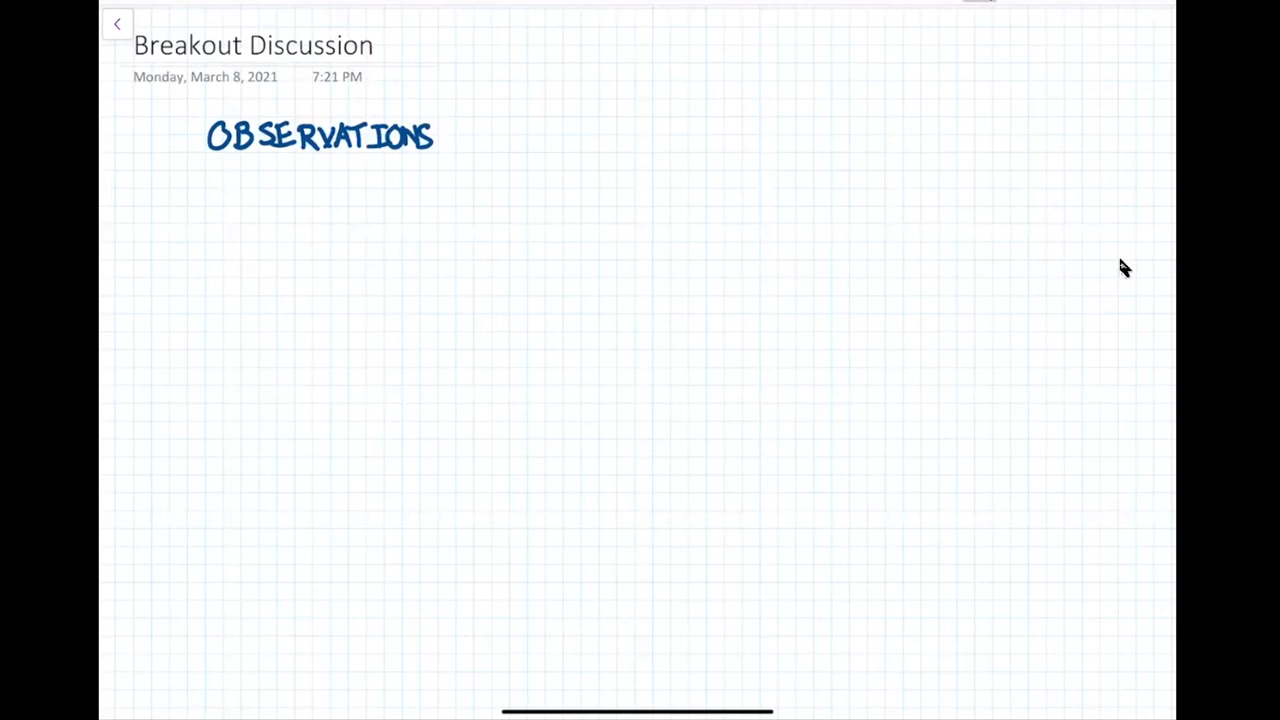 Breakout Discussion
Monday, March 8, 2021 7:21 PM
OBSERVATIONS